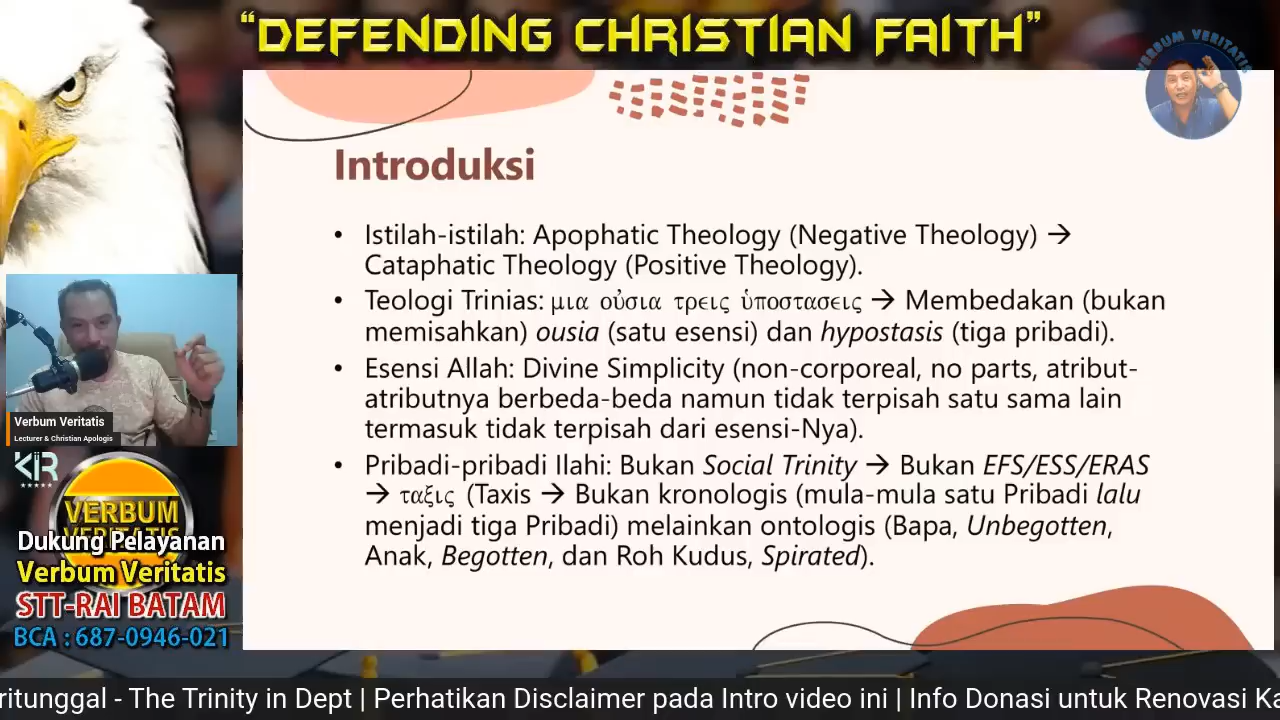 “DEFENDING CHRISTIAN FAITH”
VERBUM VERITATIS
Introduksi
• Istilah-istilah: Apophatic Theology (Negative Theology) →
Cataphatic Theology (Positive Theology).
• Teologi Trinias: μια οὐσια τρεις ὑποστασεις → Membedakan (bukan
memisahkan) ousia (satu esensi) dan hypostasis (tiga pribadi).
• Esensi Allah: Divine Simplicity (non-corporeal, no parts, atribut-
atributnya berbeda-beda namun tidak terpisah satu sama lain
termasuk tidak terpisah dari esensi-Nya).
• Pribadi-pribadi Ilahi: Bukan Social Trinity → Bukan EFS/ESS/ERAS
→ ταξις (Taxis → Bukan kronologis (mula-mula satu Pribadi lalu
menjadi tiga Pribadi) melainkan ontologis (Bapa, Unbegotten,
Anak, Begotten, dan Roh Kudus, Spirated).
Verbum Veritatis
Lecturer & Christian Apologis
KIR
VERBUM
VERITATIS
Dukung Pelayanan
Verbum Veritatis
STT-RAI BATAM
BCA : 687-0946-021
ritunggal - The Trinity in Dept | Perhatikan Disclaimer pada Intro video ini | Info Donasi untuk Renovasi Ka